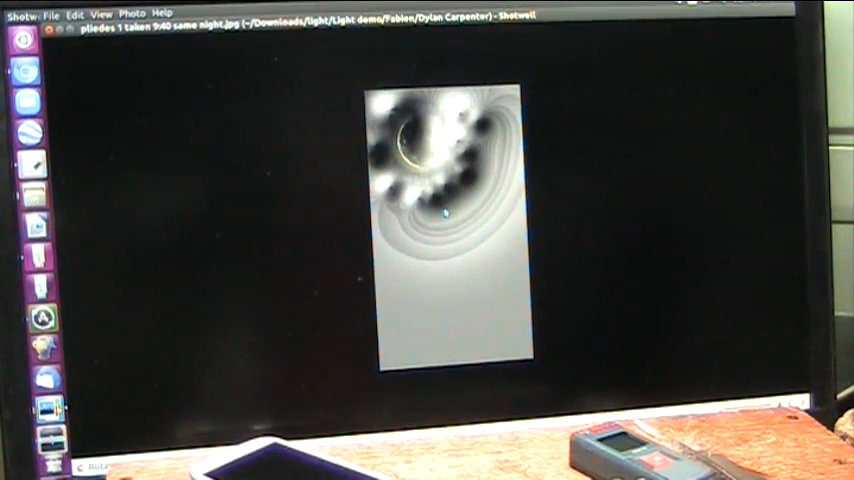 Shotw File Edit View Photo Help
pliedes 1 taken 9:40 same night.jpg (~/Downloads/light/Light demo/Fabien/Dylan Carpenter) - Shotwell